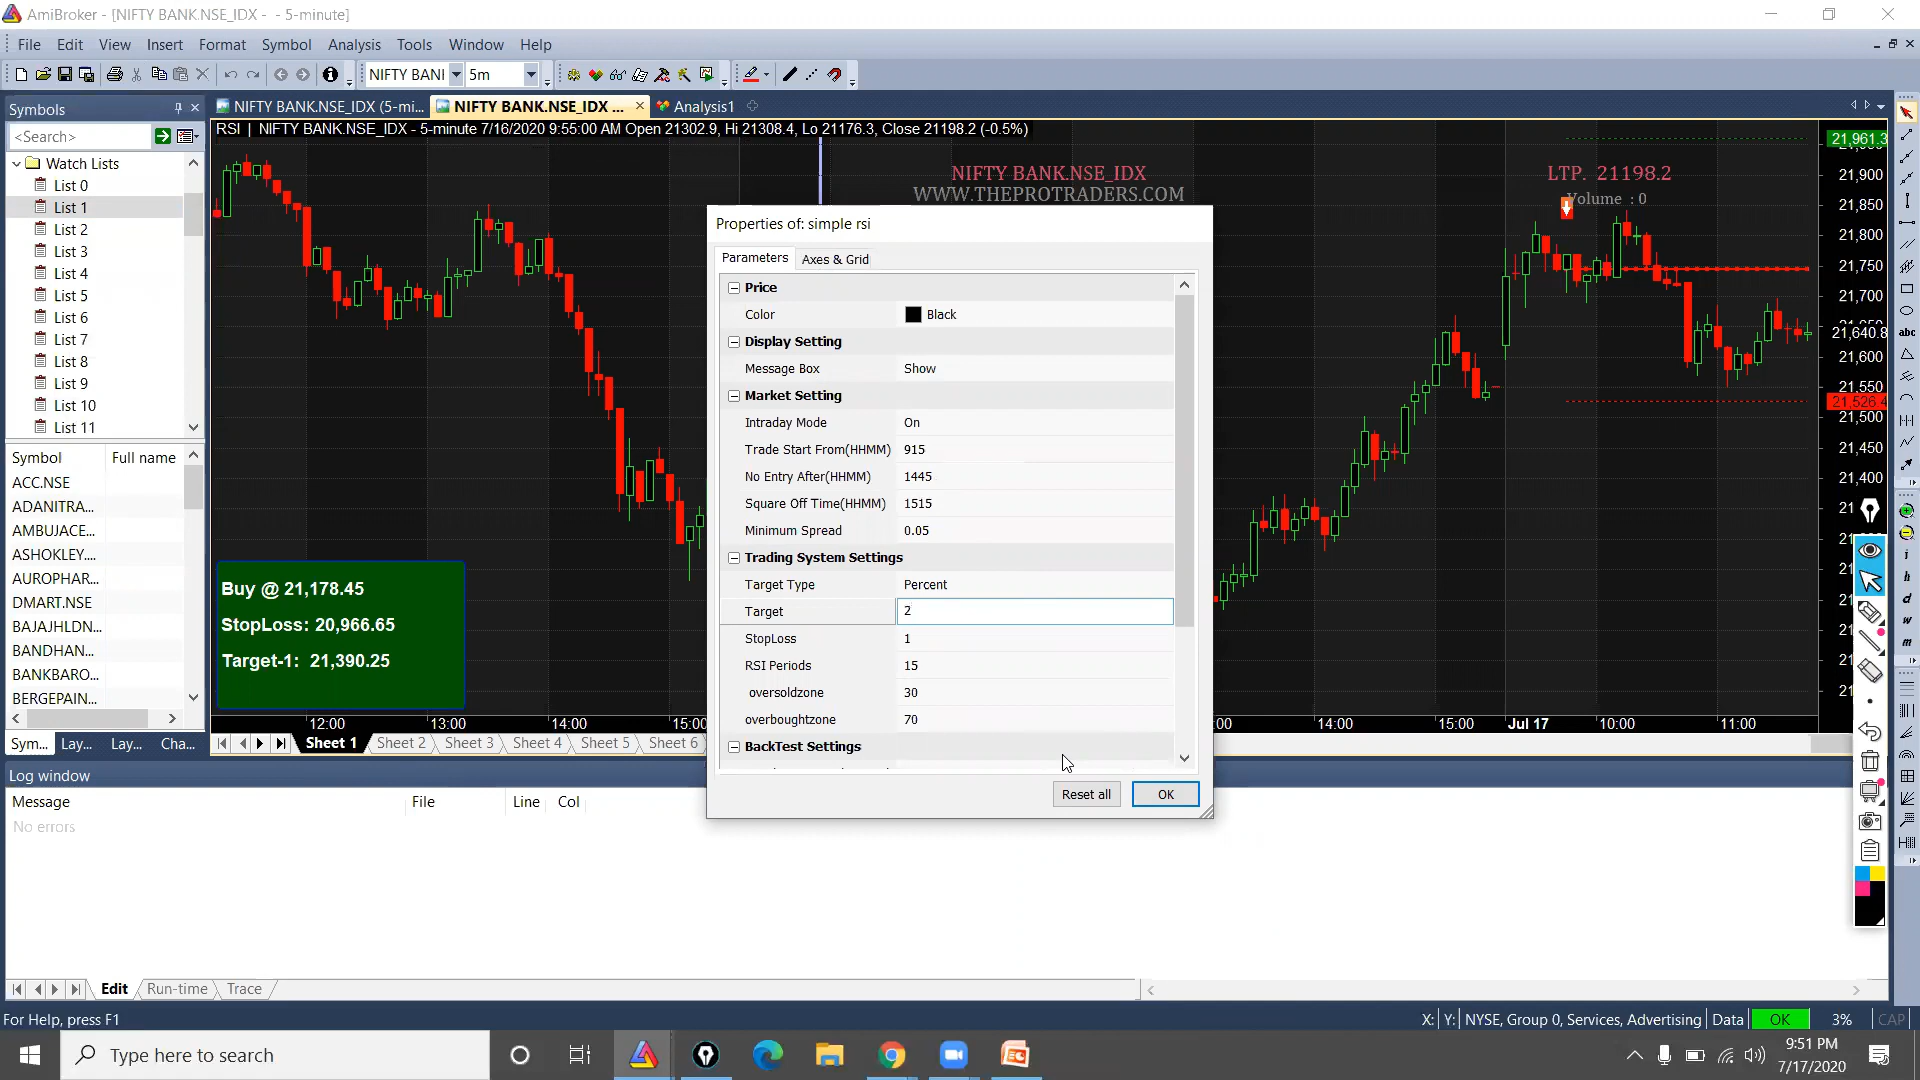 AmiBroker - [NIFTY BANK.NSE_IDX - - 5-minute]
File Edit View Insert Format Symbol Analysis Tools Window Help
NIFTY BANI 5m
Symbols
NIFTY BANK.NSE_IDX (5-mi...
NIFTY BANK.NSE_IDX ...
Analysis1
<Search>
RSI | NIFTY BANK.NSE_IDX - 5-minute 7/16/2020 9:55:00 AM Open 21302.9, Hi 21308.4, Lo 21176.3, Close 21198.2 (-0.5%)
Watch Lists
List 0
List 1
List 2
List 3
List 4
List 5
List 6
List 7
List 8
List 9
List 10
List 11
NIFTY BANK.NSE_IDX
WWW.THEPROTRADERS.COM
LTP. 21198.2
Volume : 0
21,961.3
21,900
21,850
21,800
21,750
21,700
21,640.8
21,600
21,550
21,526.4
21,500
21,450
21,400
Properties of: simple rsi
Parameters
Axes & Grid
Price
Color Black
Display Setting
Message Box Show
Market Setting
Intraday Mode On
Trade Start From(HHMM) 915
No Entry After(HHMM) 1445
Square Off Time(HHMM) 1515
Minimum Spread 0.05
Trading System Settings
Target Type Percent
Target 2
StopLoss 1
RSI Periods 15
oversoldzone 30
overboughtzone 70
BackTest Settings
Reset all
OK
Symbol Full name
ACC.NSE
ADANITRA...
AMBUJACE...
ASHOKLEY....
AUROPHAR...
DMART.NSE
BAJAJHLDN...
BANDHAN...
BANKBARO...
BERGEPAIN...
Buy @ 21,178.45
StopLoss: 20,966.65
Target-1: 21,390.25
12:00 13:00 14:00 15:00
14:00 15:00 Jul 17 10:00 11:00
Sym... Lay... Lay... Cha...
Sheet 1 Sheet 2 Sheet 3 Sheet 4 Sheet 5 Sheet 6
abc
i
h
d
w
m
Log window
Message File Line Col
No errors
Edit Run-time Trace
For Help, press F1
X: Y: NYSE, Group 0, Services, Advertising Data OK 3% CAP
Type here to search
9:51 PM
7/17/2020